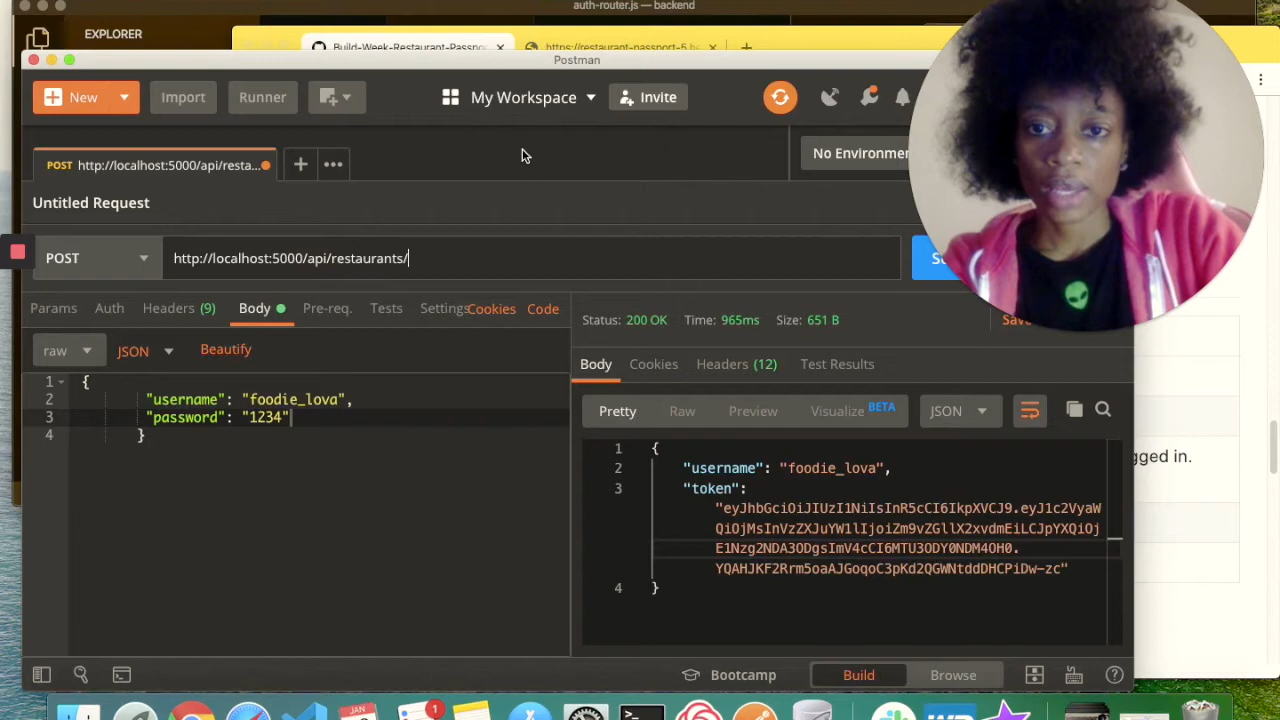 auth-router.js — backend
EXPLORER
Build-Week-Restaurant-Passpo
https://restaurant-passport-5.he
Postman
New
Import
Runner
My Workspace
Invite
POST http://localhost:5000/api/resta...
No Environmen
Untitled Request
POST
http://localhost:5000/api/restaurants/
Params
Auth
Headers (9)
Body
Pre-req.
Tests
Settings
Cookies
Code
Status: 200 OK
Time: 965ms
Size: 651 B
raw
JSON
Beautify
1 {
2 "username": "foodie_lova",
3 "password": "1234"
4 }
Body
Cookies
Headers (12)
Test Results
Pretty
Raw
Preview
Visualize BETA
JSON
1 {
2 "username": "foodie_lova",
3 "token":
"eyJhbGciOiJIUzI1NiIsInR5cCI6IkpXVCJ9.eyJ1c2VyaW
QiOjMsInVzZXJuYW1lIjoiZm9vZGllX2xvdmEiLCJpYXQiOj
E1Nzg2NDA3ODgsImV4cCI6MTU3ODY0NDM4OH0.
YQAHJKF2Rrm5oaAJGoqoC3pKd2QGWNtddDHCPiDw-zc"
4 }
gged in.
Bootcamp
Build
Browse
JAN
1